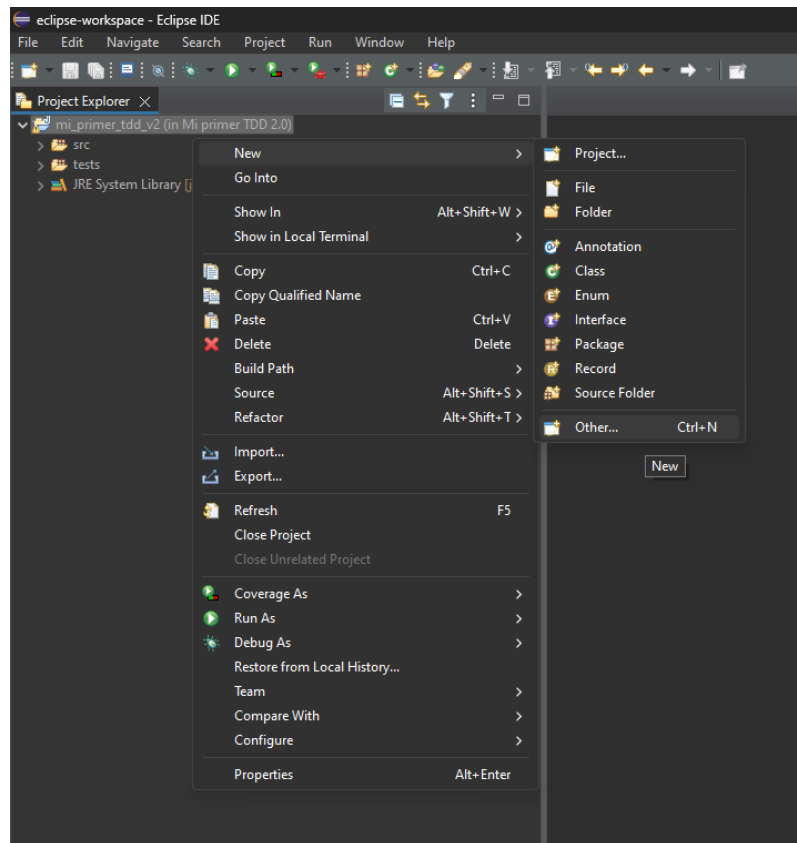 eclipse-workspace - Eclipse IDE
File Edit Navigate Search Project Run Window Help
Project Explorer
mi_primer_tdd_v2 (in Mi primer TDD 2.0)
src
tests
JRE System Library [j
New
Go Into
Show In Alt+Shift+W
Show in Local Terminal
Copy Ctrl+C
Copy Qualified Name
Paste Ctrl+V
Delete Delete
Build Path
Source Alt+Shift+S
Refactor Alt+Shift+T
Import...
Export...
Refresh F5
Close Project
Close Unrelated Project
Coverage As
Run As
Debug As
Restore from Local History...
Team
Compare With
Configure
Properties Alt+Enter
Project...
File
Folder
Annotation
Class
Enum
Interface
Package
Record
Source Folder
Other... Ctrl+N
New